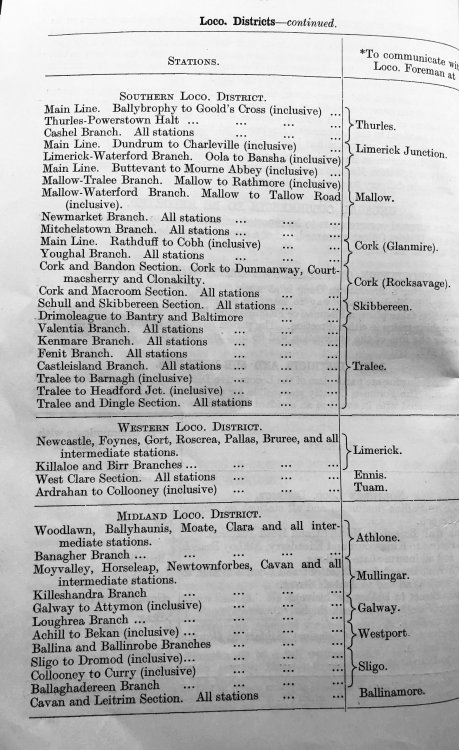 Loco. Districts—continued.
STATIONS.
*To communicate wit
Loco. Foreman at
SOUTHERN LOCO. DISTRICT.
Main Line. Ballybrophy to Goold's Cross (inclusive) ...
Thurles-Powerstown Halt ... ... ... ...
Cashel Branch. All stations ... ... ...
Thurles.
Main Line. Dundrum to Charleville (inclusive) ...
Limerick-Waterford Branch. Oola to Bansha (inclusive)
Limerick Junction.
Main Line. Buttevant to Mourne Abbey (inclusive) ...
Mallow-Tralee Branch. Mallow to Rathmore (inclusive)
Mallow-Waterford Branch. Mallow to Tallow Road
(inclusive).
Newmarket Branch. All stations ... ... ...
Mitchelstown Branch. All stations ... ... ...
Mallow.
Main Line. Rathduff to Cobh (inclusive) ... ...
Youghal Branch. All stations ... ... ...
Cork (Glanmire).
Cork and Bandon Section. Cork to Dunmanway, Court-
macsherry and Clonakilty.
Cork and Macroom Section. All stations ... ...
Cork (Rocksavage).
Schull and Skibbereen Section. All stations ... ...
Drimoleague to Bantry and Baltimore ... ...
Skibbereen.
Valentia Branch. All stations ... ... ...
Kenmare Branch. All stations ... ... ...
Fenit Branch. All stations ... ... ...
Castleisland Branch. All stations ... ... ...
Tralee to Barnagh (inclusive) ... ... ...
Tralee to Headford Jct. (inclusive) ... ... ...
Tralee and Dingle Section. All stations ... ...
Tralee.
WESTERN LOCO. DISTRICT.
Newcastle, Foynes, Gort, Roscrea, Pallas, Bruree, and all
intermediate stations.
Killaloe and Birr Branches ... ... ... ...
Limerick.
West Clare Section. All stations ... ... ...
Ennis.
Ardrahan to Collooney (inclusive) ... ... ...
Tuam.
MIDLAND LOCO. DISTRICT.
Woodlawn, Ballyhaunis, Moate, Clara and all inter-
mediate stations.
Banagher Branch ... ... ... ...
Athlone.
Moyvalley, Horseleap, Newtownforbes, Cavan and all
intermediate stations.
Killeshandra Branch ... ... ... ...
Mullingar.
Galway to Attymon (inclusive) ... ... ...
Loughrea Branch ... ... ... ...
Galway.
Achill to Bekan (inclusive) ... ... ... ...
Ballina and Ballinrobe Branches ... ... ...
Westport.
Sligo to Dromod (inclusive)... ... ... ...
Collooney to Curry (inclusive) ... ... ...
Ballaghadereen Branch ... ... ...
Sligo.
Cavan and Leitrim Section. All stations ... ...
Ballinamore.